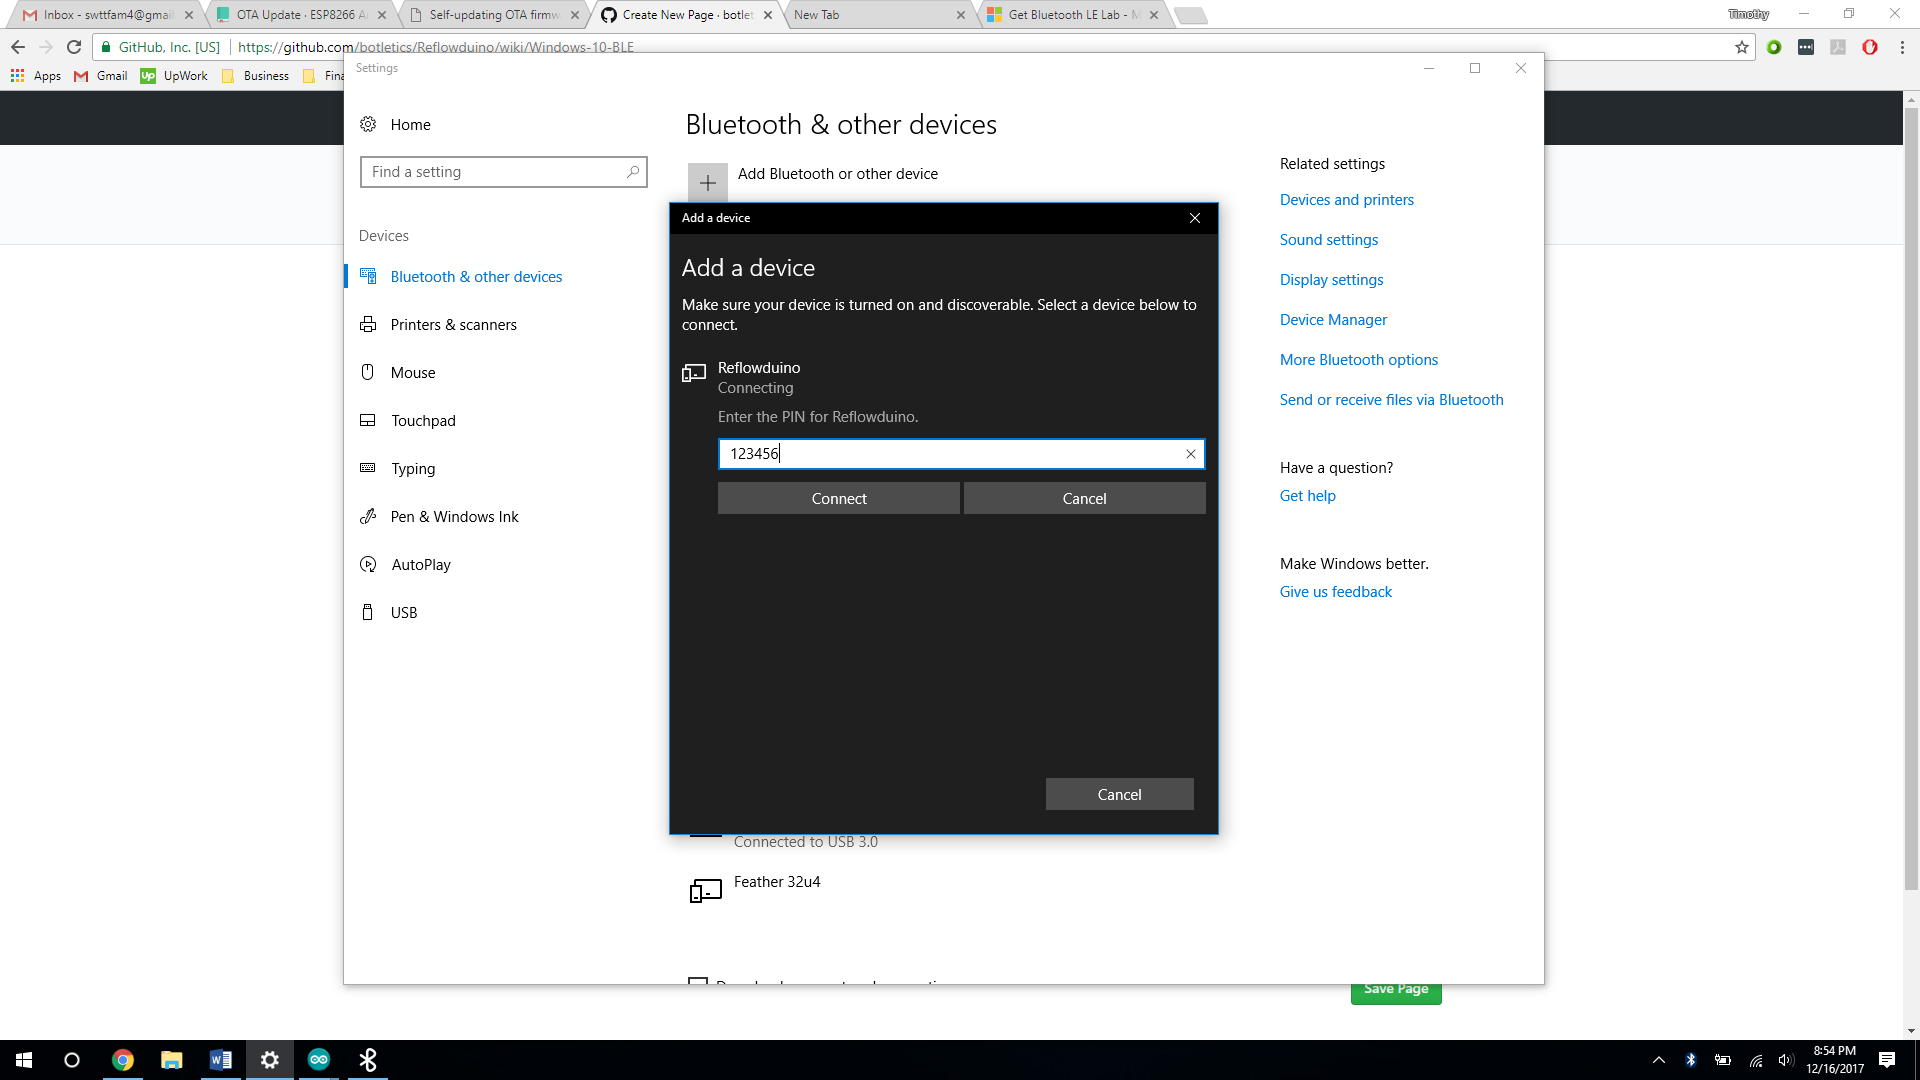 Inbox - swttfam4@gmail
OTA Update · ESP8266 A
Self-updating OTA firmw
Create New Page · botlet
New Tab
Get Bluetooth LE Lab - M
Timothy
GitHub, Inc. [US]
https://github.com/botletics/Reflowduino/wiki/Windows-10-BLE
Apps
Gmail
Up
UpWork
Business
Fina
Settings
Home
Find a setting
Devices
Bluetooth & other devices
Printers & scanners
Mouse
Touchpad
Typing
Pen & Windows Ink
AutoPlay
USB
Bluetooth & other devices
Add Bluetooth or other device
Add a device
Add a device
Make sure your device is turned on and discoverable. Select a device below to
connect.
Reflowduino
Connecting
Enter the PIN for Reflowduino.
123456
Connect
Cancel
Cancel
Connected to USB 3.0
Feather 32u4
Related settings
Devices and printers
Sound settings
Display settings
Device Manager
More Bluetooth options
Send or receive files via Bluetooth
Have a question?
Get help
Make Windows better.
Give us feedback
Save Page
8:54 PM
12/16/2017